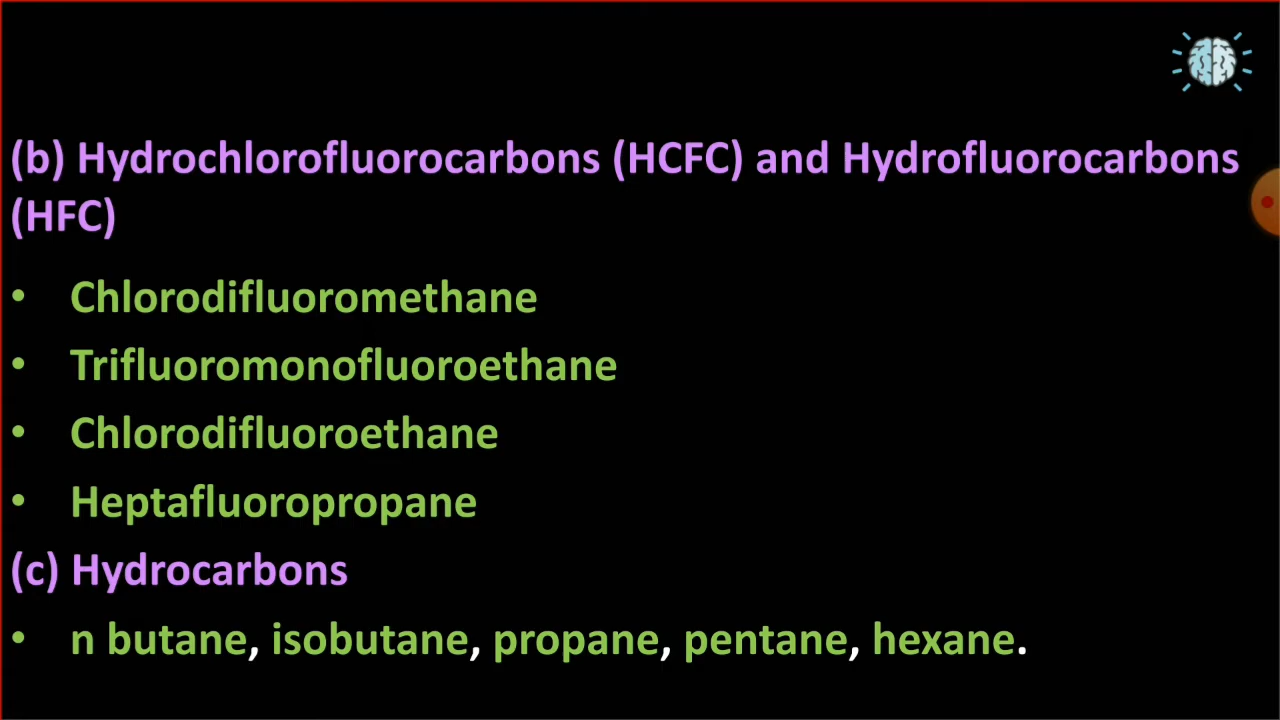 (b) Hydrochlorofluorocarbons (HCFC) and Hydrofluorocarbons
(HFC)
• Chlorodifluoromethane
• Trifluoromonofluoroethane
• Chlorodifluoroethane
• Heptafluoropropane
(c) Hydrocarbons
• n butane, isobutane, propane, pentane, hexane.